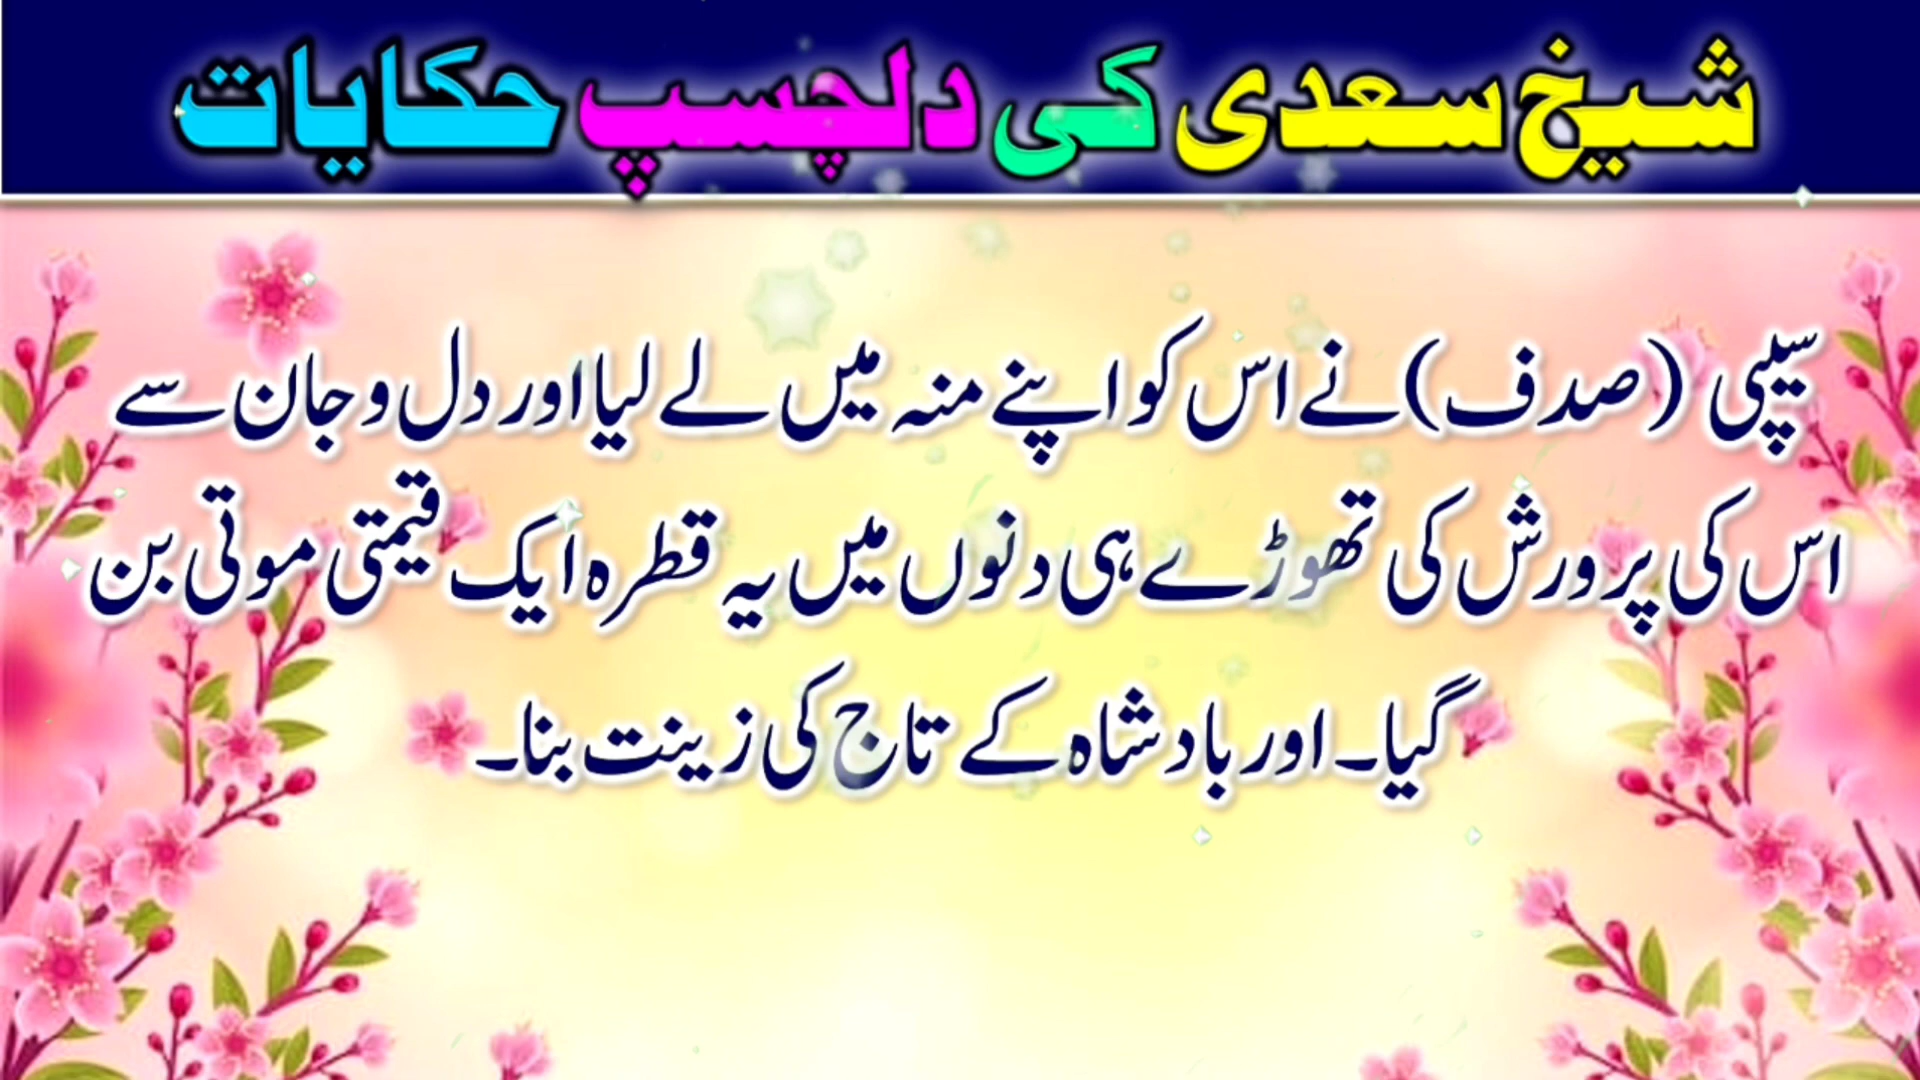 شیخ سعدی کی دلچسپ حکایات
سیپی (صدف) نے اس کو اپنے منہ میں لے لیا اور دل و جان سے
اس کی پرورش کی تھوڑے ہی دنوں میں یہ قطرہ ایک قیمتی موتی بن
گیا۔ اور بادشاہ کے تاج کی زینت بنا۔